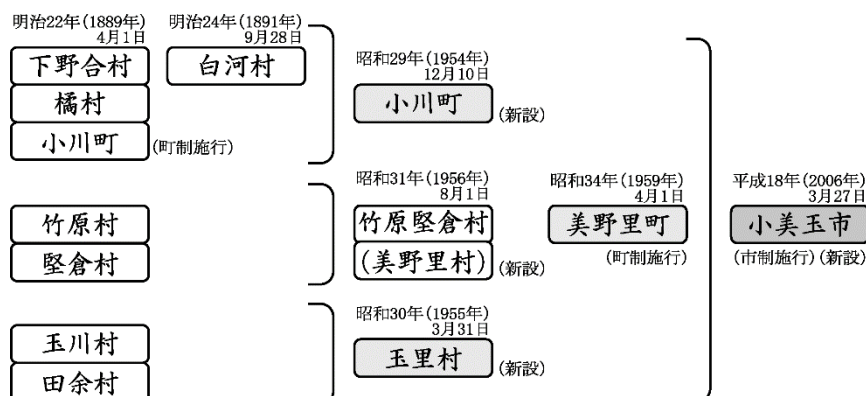 明治22年(1889年)
4月1日
下野合村
橘村
小川町
(町制施行)
明治24年(1891年)
9月28日
白河村
昭和29年(1954年)
12月10日
小川町
(新設)
竹原村
堅倉村
昭和31年(1956年)
8月1日
竹原堅倉村
(美野里村)
(新設)
昭和34年(1959年)
4月1日
美野里町
(町制施行)
玉川村
田余村
昭和30年(1955年)
3月31日
玉里村
(新設)
平成18年(2006年)
3月27日
小美玉市
(市制施行)(新設)